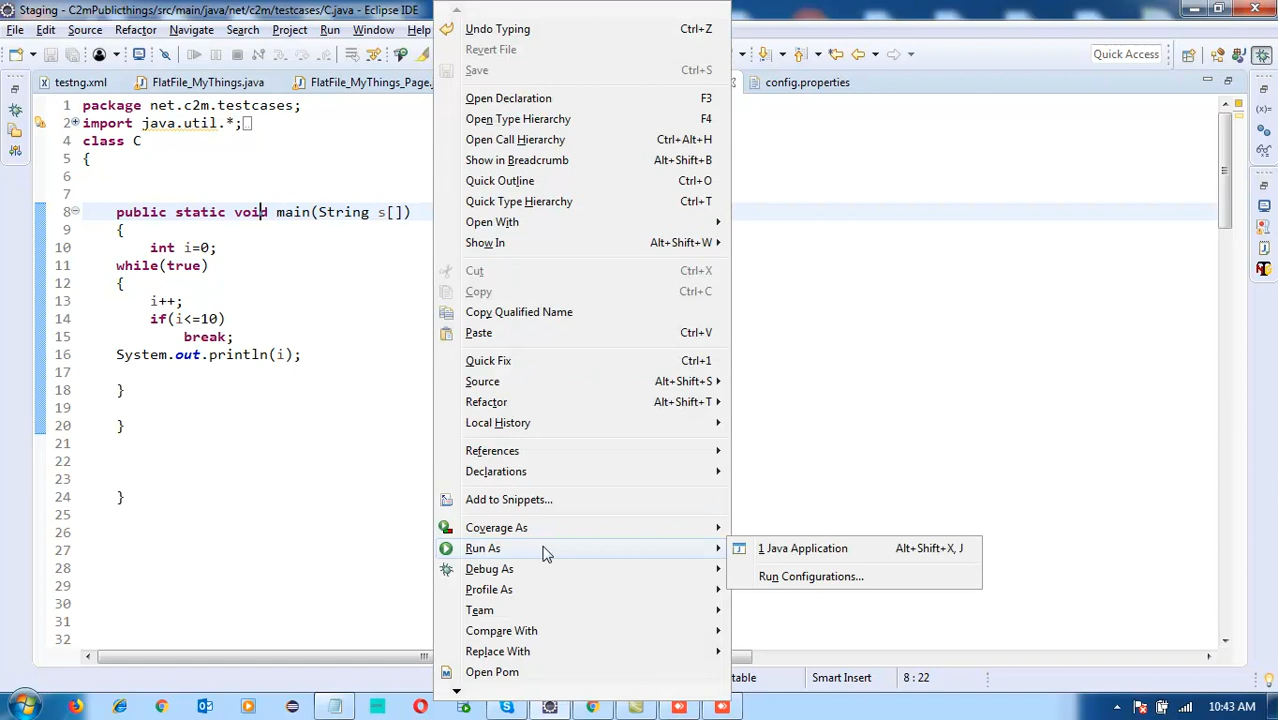 Staging - C2mPublicthings/src/main/java/net/c2m/testcases/C.java - Eclipse IDE
File Edit Source Refactor Navigate Search Project Run Window Help
Quick Access
testng.xml FlatFile_MyThings.java FlatFile_MyThings_Page. config.properties
1 package net.c2m.testcases;
2 import java.util.*;
4 class C
5 {
6
7
8 public static void main(String s[])
9 {
10 int i=0;
11 while(true)
12 {
13 i++;
14 if(i<=10)
15 break;
16 System.out.println(i);
17
18 }
19
20 }
21
22
23
24 }
25
26
27
28
29
30
31
32
Undo Typing Ctrl+Z
Revert File
Save Ctrl+S
Open Declaration F3
Open Type Hierarchy F4
Open Call Hierarchy Ctrl+Alt+H
Show in Breadcrumb Alt+Shift+B
Quick Outline Ctrl+O
Quick Type Hierarchy Ctrl+T
Open With
Show In Alt+Shift+W
Cut Ctrl+X
Copy Ctrl+C
Copy Qualified Name
Paste Ctrl+V
Quick Fix Ctrl+1
Source Alt+Shift+S
Refactor Alt+Shift+T
Local History
References
Declarations
Add to Snippets...
Coverage As
Run As
Debug As
Profile As
Team
Compare With
Replace With
Open Pom
1 Java Application Alt+Shift+X, J
Run Configurations...
table Smart Insert 8 : 22
10:43 AM